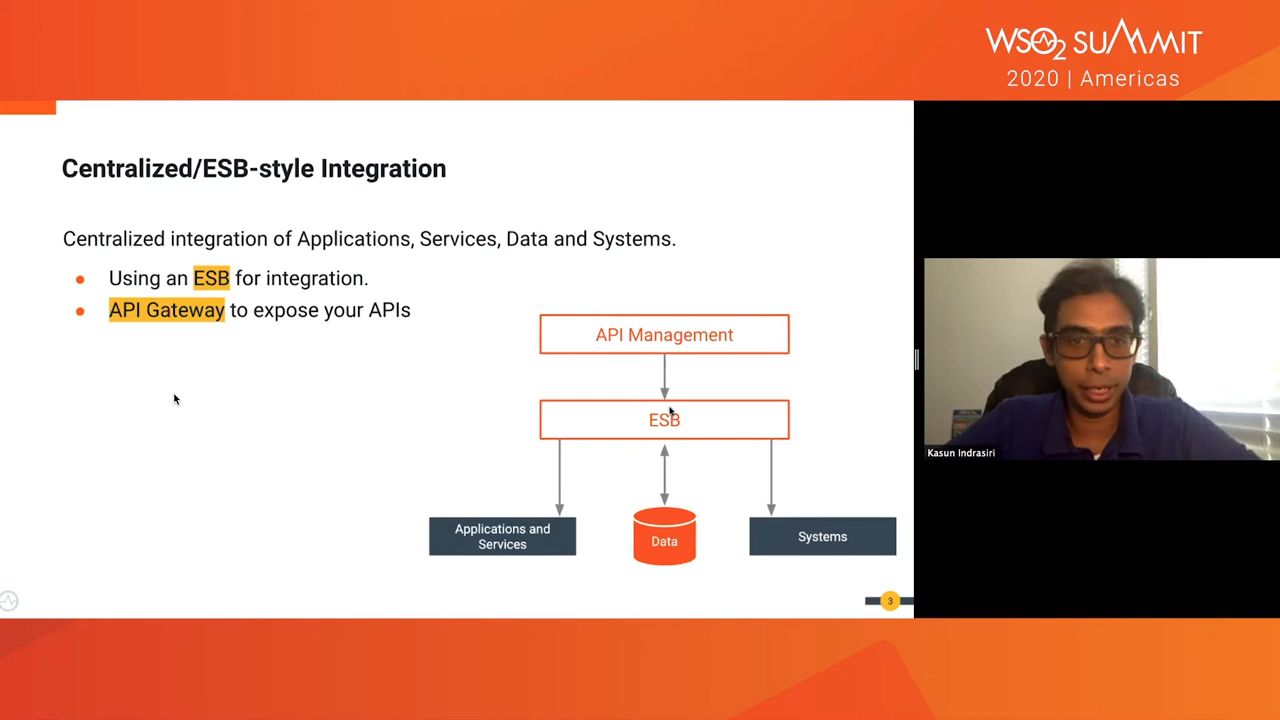 WSO2 SUMMIT
2020 | Americas
Centralized/ESB-style Integration
Centralized integration of Applications, Services, Data and Systems.
Using an ESB for integration.
API Gateway to expose your APIs
API Management
ESB
Applications and
Services
Data
Systems
3
Kasun Indrasiri